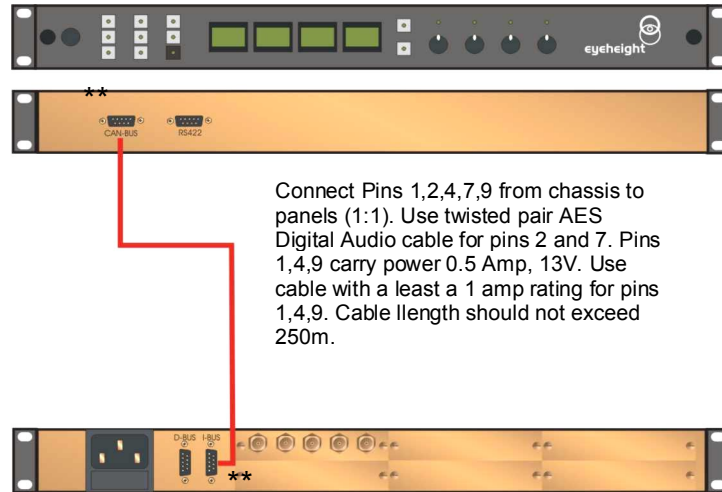 eyeheight
**
CAN-BUS RS422
Connect Pins 1,2,4,7,9 from chassis to
panels (1:1). Use twisted pair AES
Digital Audio cable for pins 2 and 7. Pins
1,4,9 carry power 0.5 Amp, 13V. Use
cable with a least a 1 amp rating for pins
1,4,9. Cable llength should not exceed
250m.
D-BUS I-BUS
**